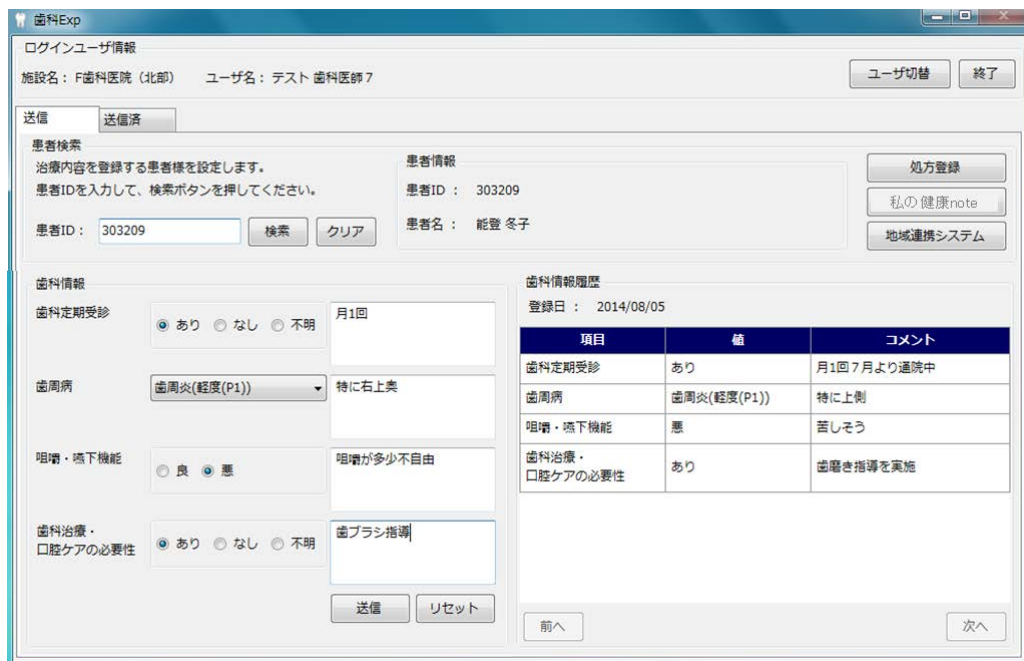 歯科Exp
ログインユーザ情報
施設名： F歯科医院（北部） ユーザ名： テスト 歯科医師７
ユーザ切替 終了
送信 送信済
患者検索
治療内容を登録する患者様を設定します。
患者IDを入力して、検索ボタンを押してください。
患者ID： 303209 検索 クリア
患者情報
患者ID ： 303209
患者名 ： 能登 冬子
処方登録
私の健康note
地域連携システム
歯科情報
歯科定期受診 あり なし 不明 月1回
歯周病 歯周炎(軽度(P1)) 特に右上奥
咀嚼・嚥下機能 良 悪 咀嚼が多少不自由
歯科治療・
口腔ケアの必要性 あり なし 不明 歯ブラシ指導
送信 リセット
歯科情報履歴
登録日 ： 2014/08/05
項目 値 コメント
歯科定期受診 あり 月1回７月より通院中
歯周病 歯周炎(軽度(P1)) 特に上側
咀嚼・嚥下機能 悪 苦しそう
歯科治療・
口腔ケアの必要性 あり 歯磨き指導を実施
前へ 次へ